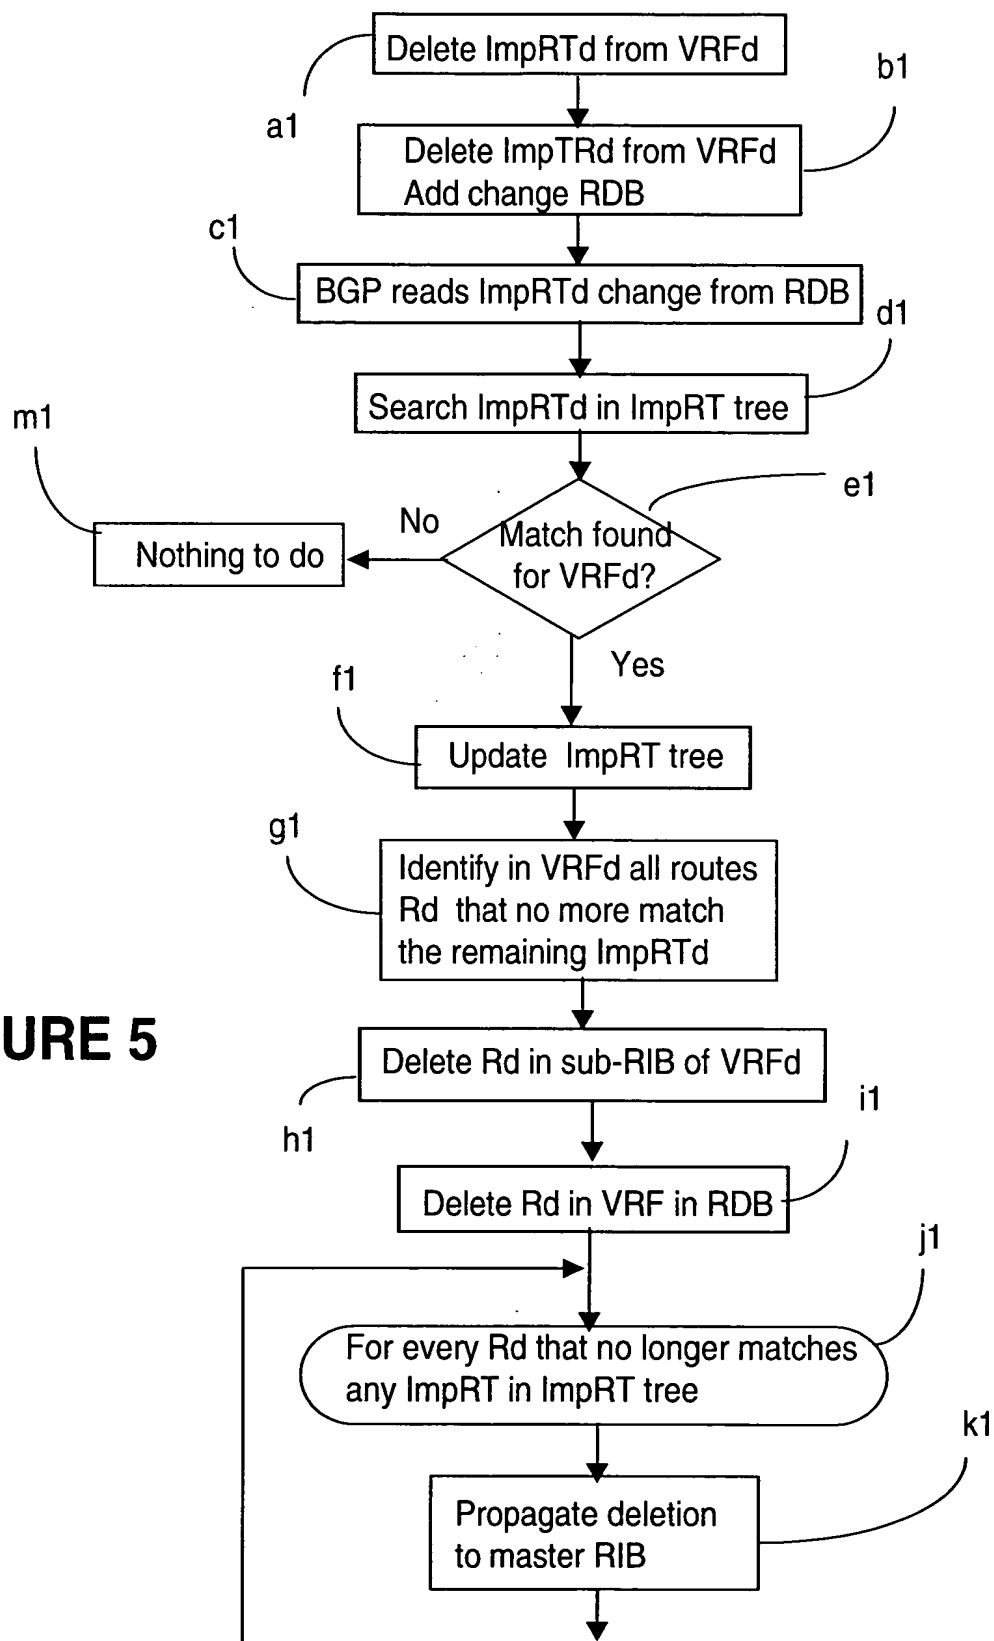 Delete ImpRTd from VRFd
a1
b1
Delete ImpTRd from VRFd
Add change RDB
c1
BGP reads ImpRTd change from RDB
d1
Search ImpRTd in ImpRT tree
m1
e1
No
Match found
for VRFd?
Nothing to do
Yes
f1
Update ImpRT tree
g1
Identify in VRFd all routes
Rd that no more match
the remaining ImpRTd
URE 5
Delete Rd in sub-RIB of VRFd
h1
i1
Delete Rd in VRF in RDB
j1
For every Rd that no longer matches
any ImpRT in ImpRT tree
k1
Propagate deletion
to master RIB